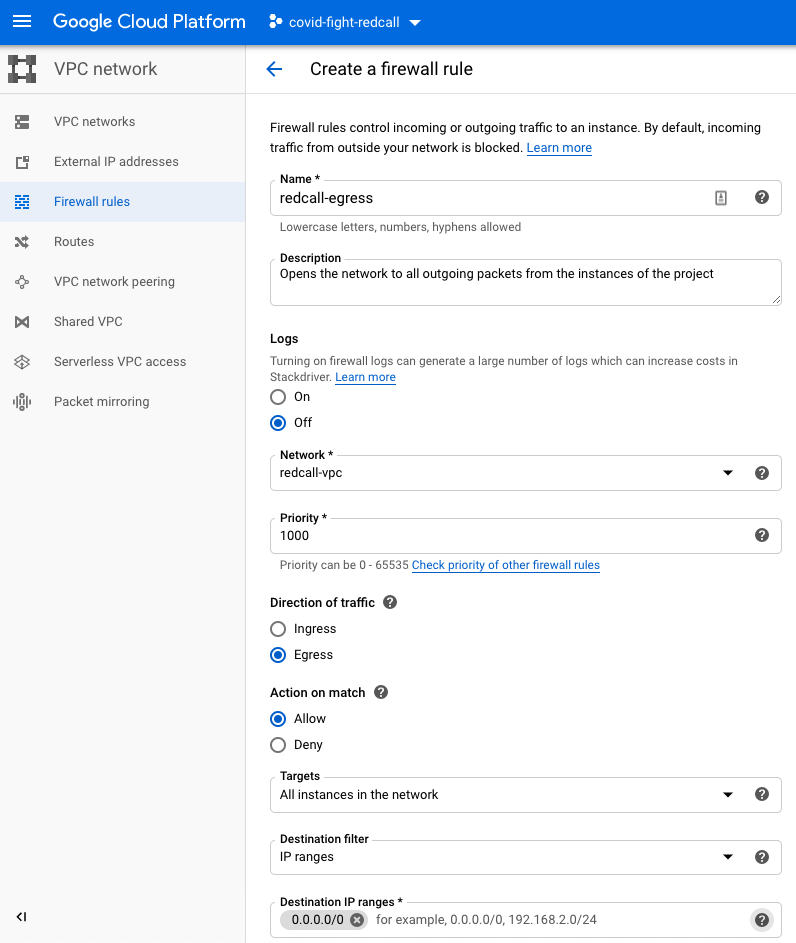 Google Cloud Platform
covid-fight-redcall
VPC network
Create a firewall rule
VPC networks
External IP addresses
Firewall rules
Routes
VPC network peering
Shared VPC
Serverless VPC access
Packet mirroring
Firewall rules control incoming or outgoing traffic to an instance. By default, incoming
traffic from outside your network is blocked. Learn more
Name *
redcall-egress
Lowercase letters, numbers, hyphens allowed
Description
Opens the network to all outgoing packets from the instances of the project
Logs
Turning on firewall logs can generate a large number of logs which can increase costs in
Stackdriver. Learn more
On
Off
Network *
redcall-vpc
Priority *
1000
Priority can be 0 - 65535 Check priority of other firewall rules
Direction of traffic
Ingress
Egress
Action on match
Allow
Deny
Targets
All instances in the network
Destination filter
IP ranges
Destination IP ranges *
0.0.0.0/0 for example, 0.0.0.0/0, 192.168.2.0/24